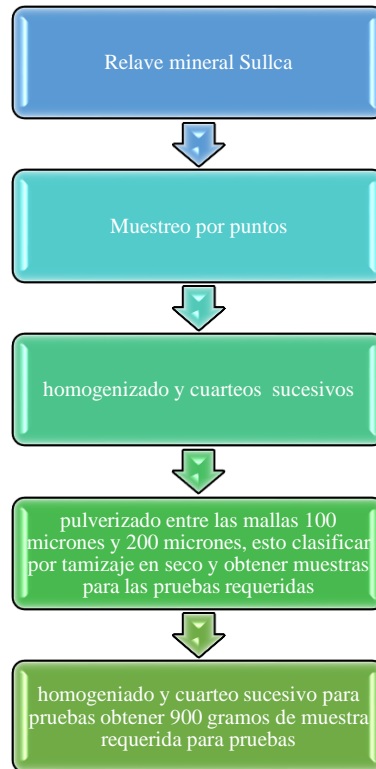 Relave mineral Sullca
Muestreo por puntos
homogenizado y cuarteos sucesivos
pulverizado entre las mallas 100
micrones y 200 micrones, esto clasificar
por tamizaje en seco y obtener muestras
para las pruebas requeridas
homogeniado y cuarteo sucesivo para
pruebas obtener 900 gramos de muestra
requerida para pruebas